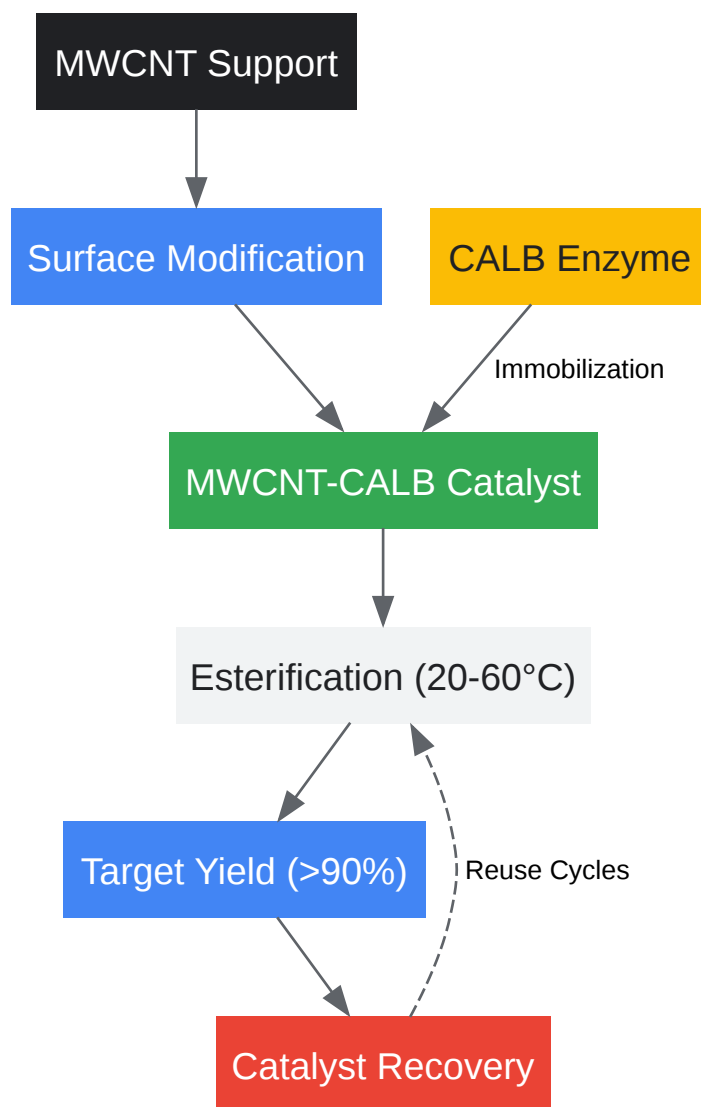 MWCNT Support
Surface Modification
CALB Enzyme
Immobilization
MWCNT-CALB Catalyst
Esterification (20-60°C)
Target Yield (>90%)
Reuse Cycles
Catalyst Recovery